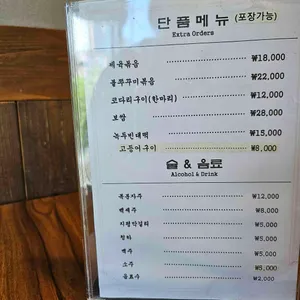 단품메뉴 (포장가능)
Extra Orders
제육볶음 ₩18,000
불쭈꾸미볶음 ₩22,000
코다리구이(한마리) ₩12,000
보쌈 ₩28,000
녹두빈대떡 ₩15,000
고등어구이 ₩8,000
술 & 음료
Alcohol & Drink
복분자주 ₩12,000
백세주 ₩8,000
지평막걸리 ₩5,000
청하 ₩5,000
맥주 ₩5,000
소주 ₩5,000
음료수 ₩2,000